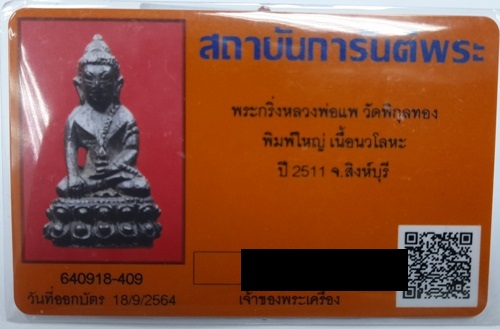 สถาบันการันตีพระ
พระกริ่งหลวงพ่อแพ วัดพิกุลทอง
พิมพ์ใหญ่ เนื้อนวโลหะ
ปี 2511 จ.สิงห์บุรี
640918-409
วันที่ออกบัตร 18/9/2564
เจ้าของพระเครื่อง